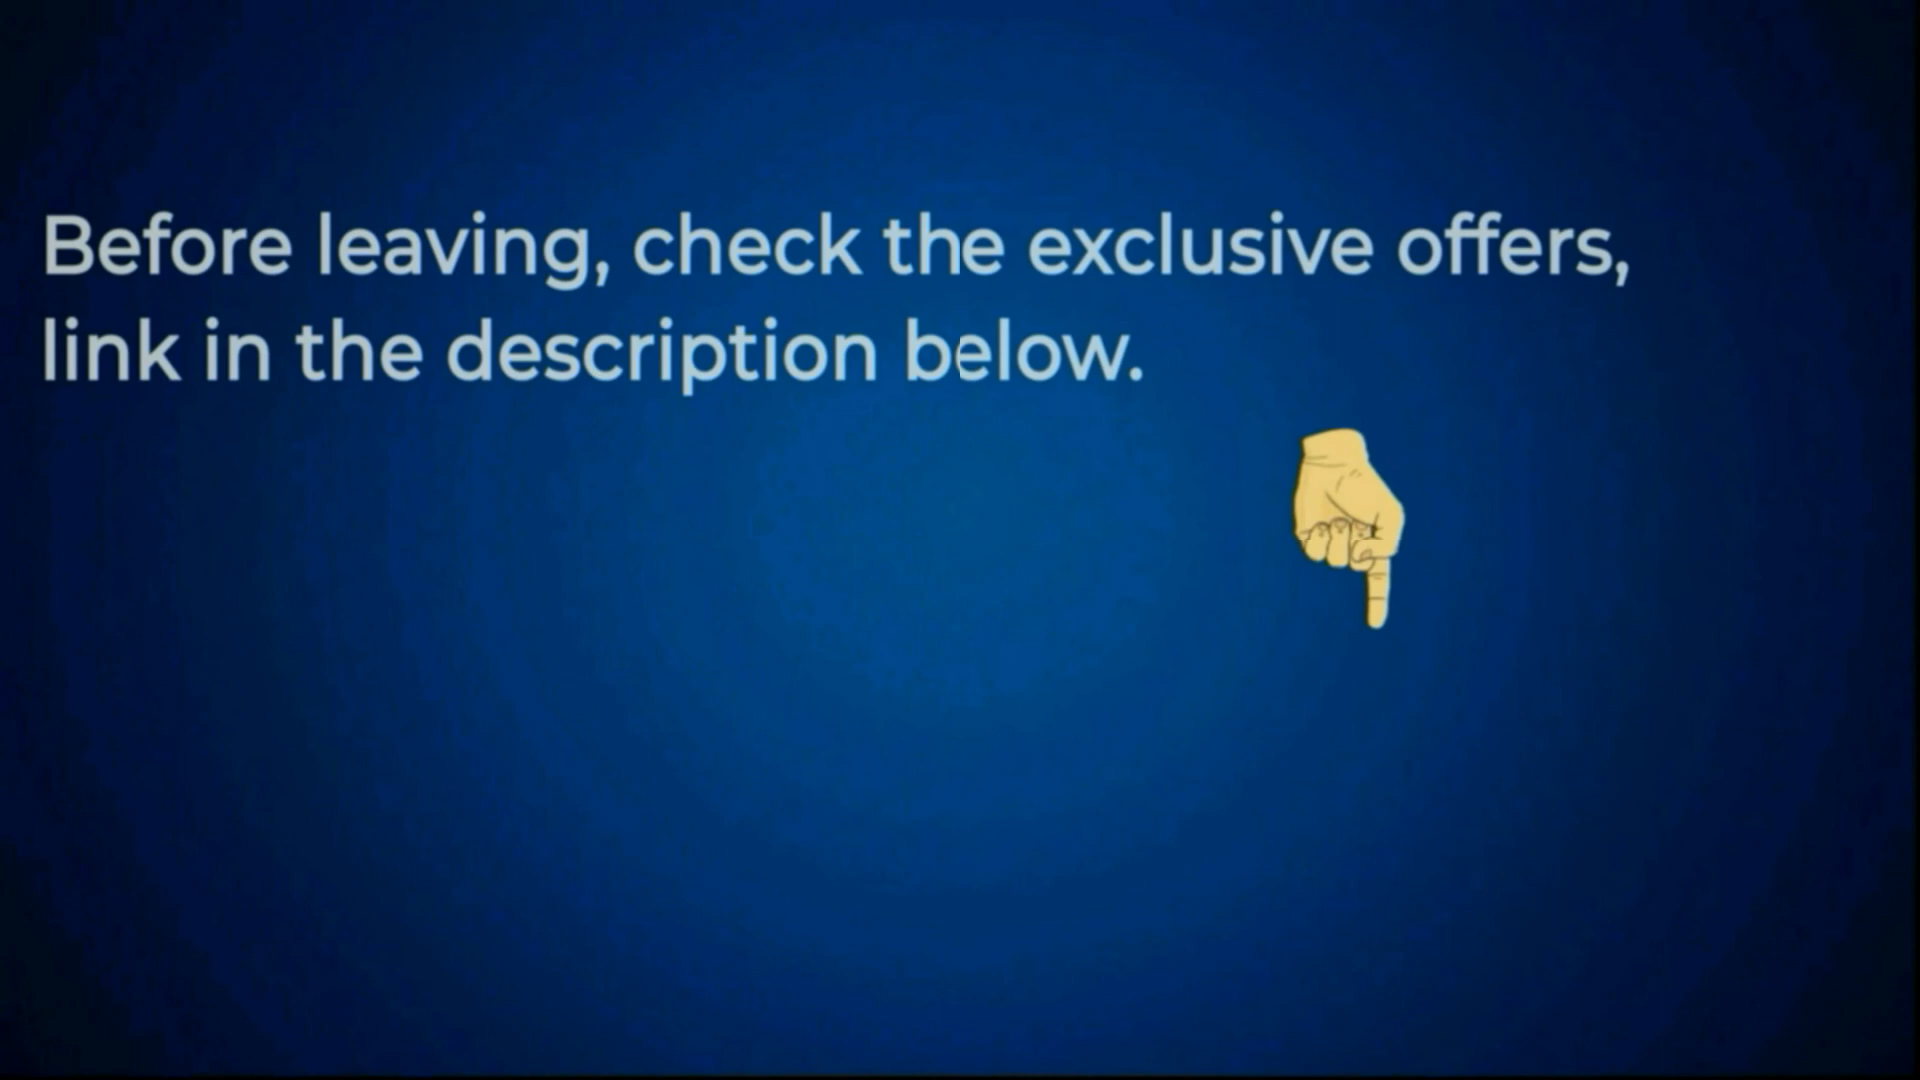 Before leaving, check the exclusive offers,
link in the description below.